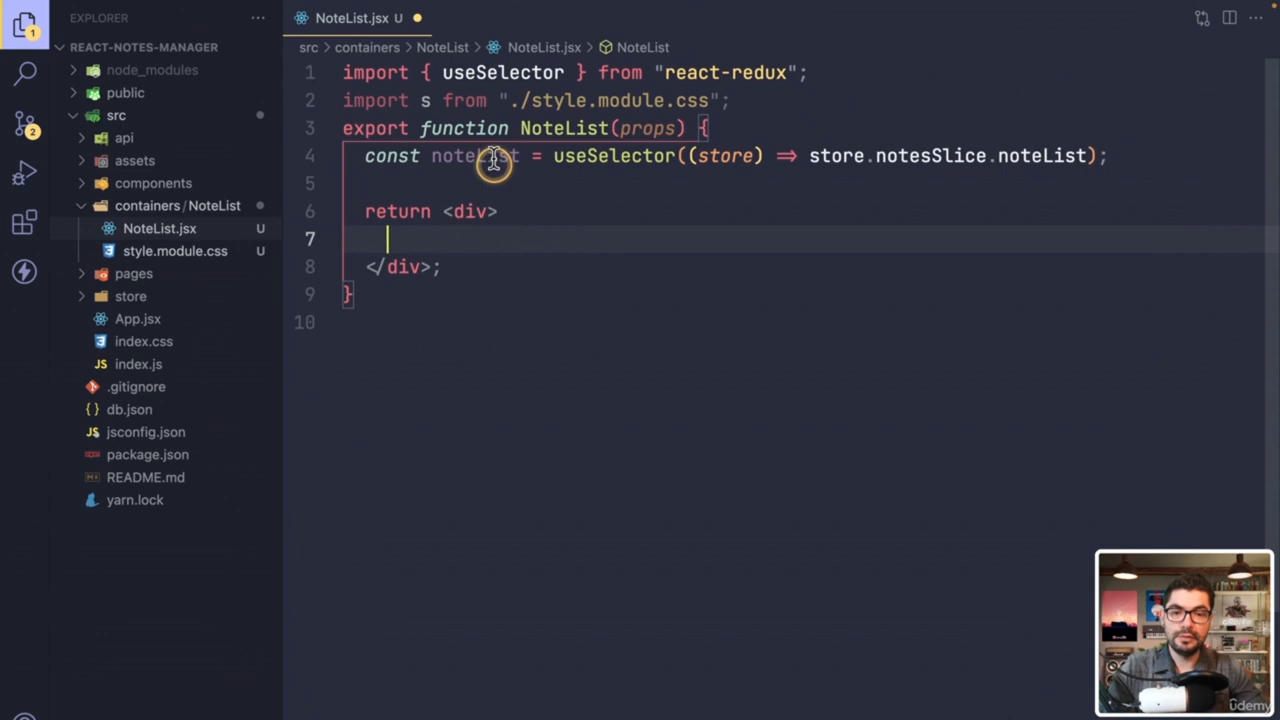 EXPLORER
NoteList.jsx U
REACT-NOTES-MANAGER
src > containers > NoteList > NoteList.jsx > NoteList
node_modules
public
src
api
assets
components
containers/NoteList
NoteList.jsx U
style.module.css U
pages
store
App.jsx
index.css
index.js
.gitignore
db.json
jsconfig.json
package.json
README.md
yarn.lock
1
2
1 import { useSelector } from "react-redux";
2 import s from "./style.module.css";
3 export function NoteList(props) {
4 const noteList = useSelector((store) => store.notesSlice.noteList);
5
6 return <div>
7
8 </div>;
9 }
10
udemy